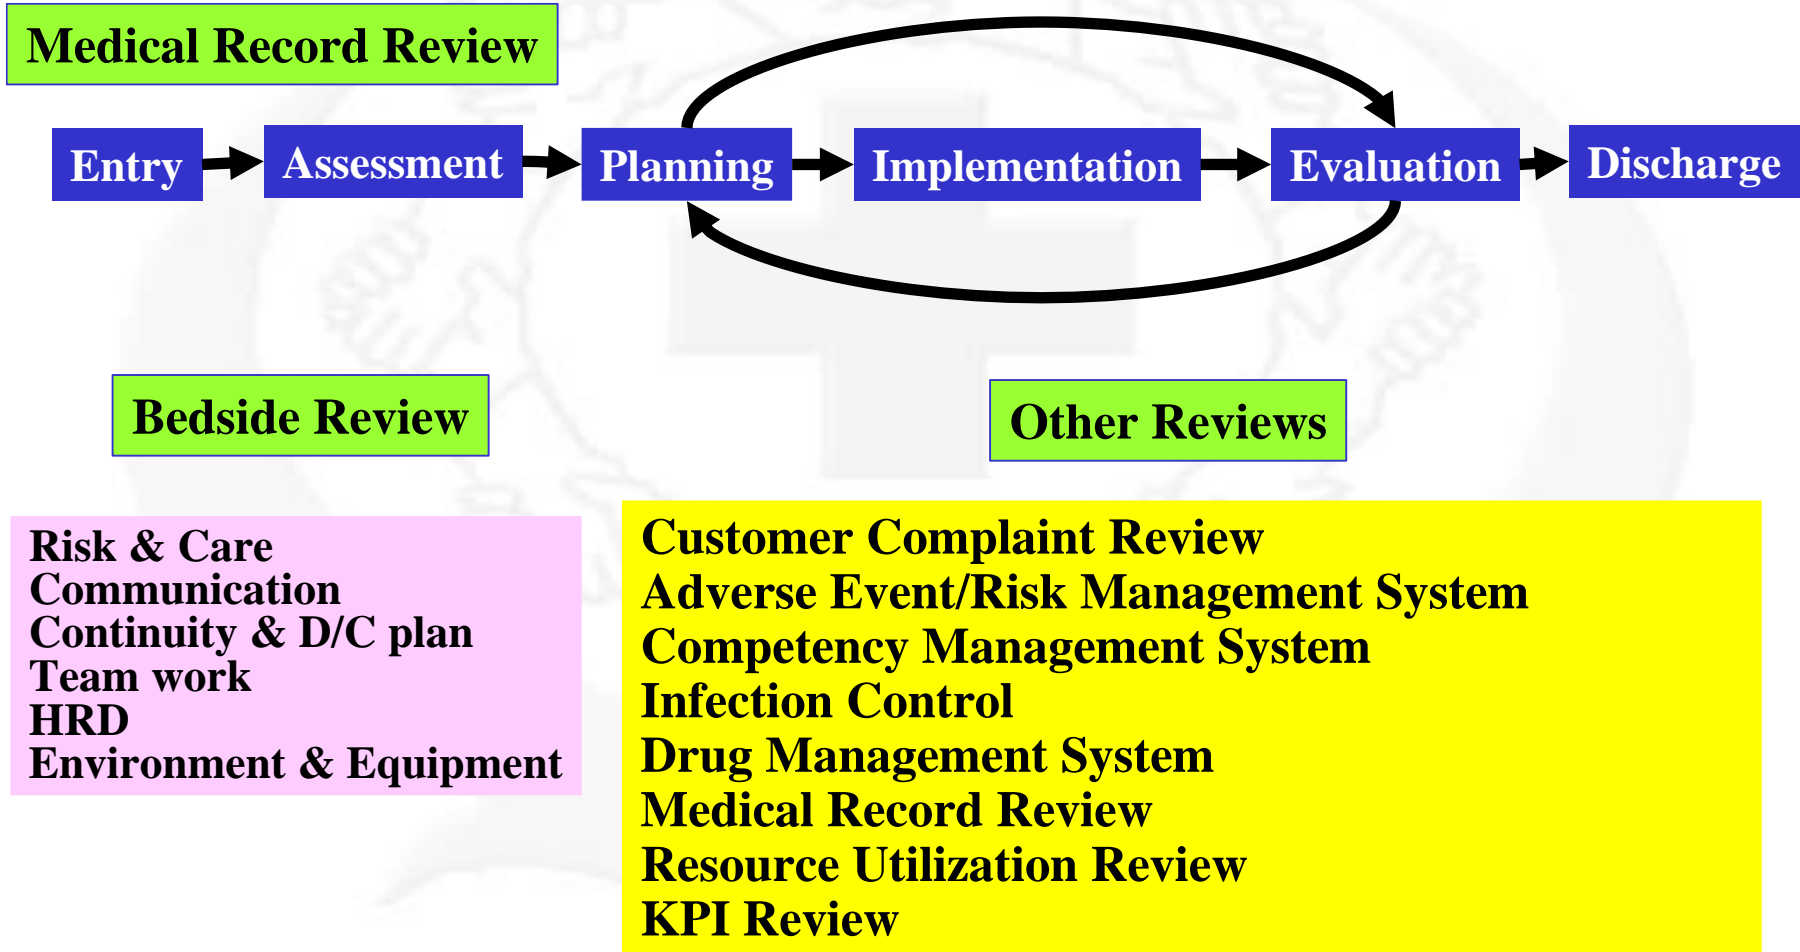 Medical Record Review
Entry
Assessment
Planning
Implementation
Evaluation
Discharge
Bedside Review
Risk & Care
Communication
Continuity & D/C plan
Team work
HRD
Environment & Equipment
Other Reviews
Customer Complaint Review
Adverse Event/Risk Management System
Competency Management System
Infection Control
Drug Management System
Medical Record Review
Resource Utilization Review
KPI Review